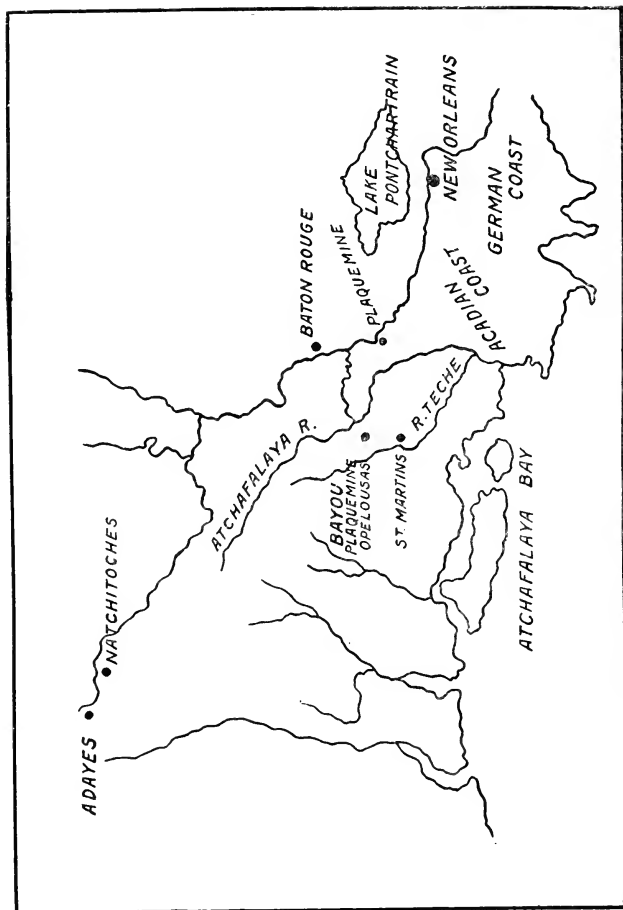 ADAYES
NATCHITOCHES
BATON ROUGE
ATCHAFALAYA R.
PLAQUEMINE
LAKE
PONTCHARTRAIN
BAYOU
PLAQUEMINE
OPELOUSAS
ST. MARTINS
R. TECHE
NEW ORLEANS
ACADIAN
COAST
GERMAN
COAST
ATCHAFALAYA BAY